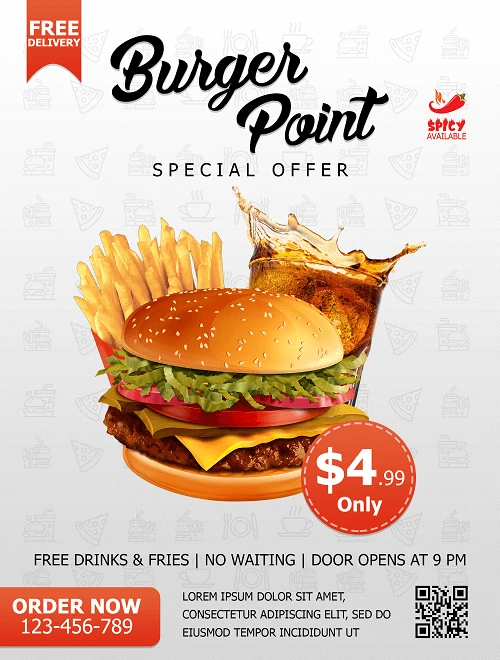 FREE
DELIVERY
Burger
Point
SPICY
AVAILABLE
SPECIAL OFFER
$4.99
Only
FREE DRINKS & FRIES | NO WAITING | DOOR OPENS AT 9 PM
ORDER NOW
123-456-789
LOREM IPSUM DOLOR SIT AMET,
CONSECTETUR ADIPISCING ELIT, SED DO
EIUSMOD TEMPOR INCIDIDUNT UT